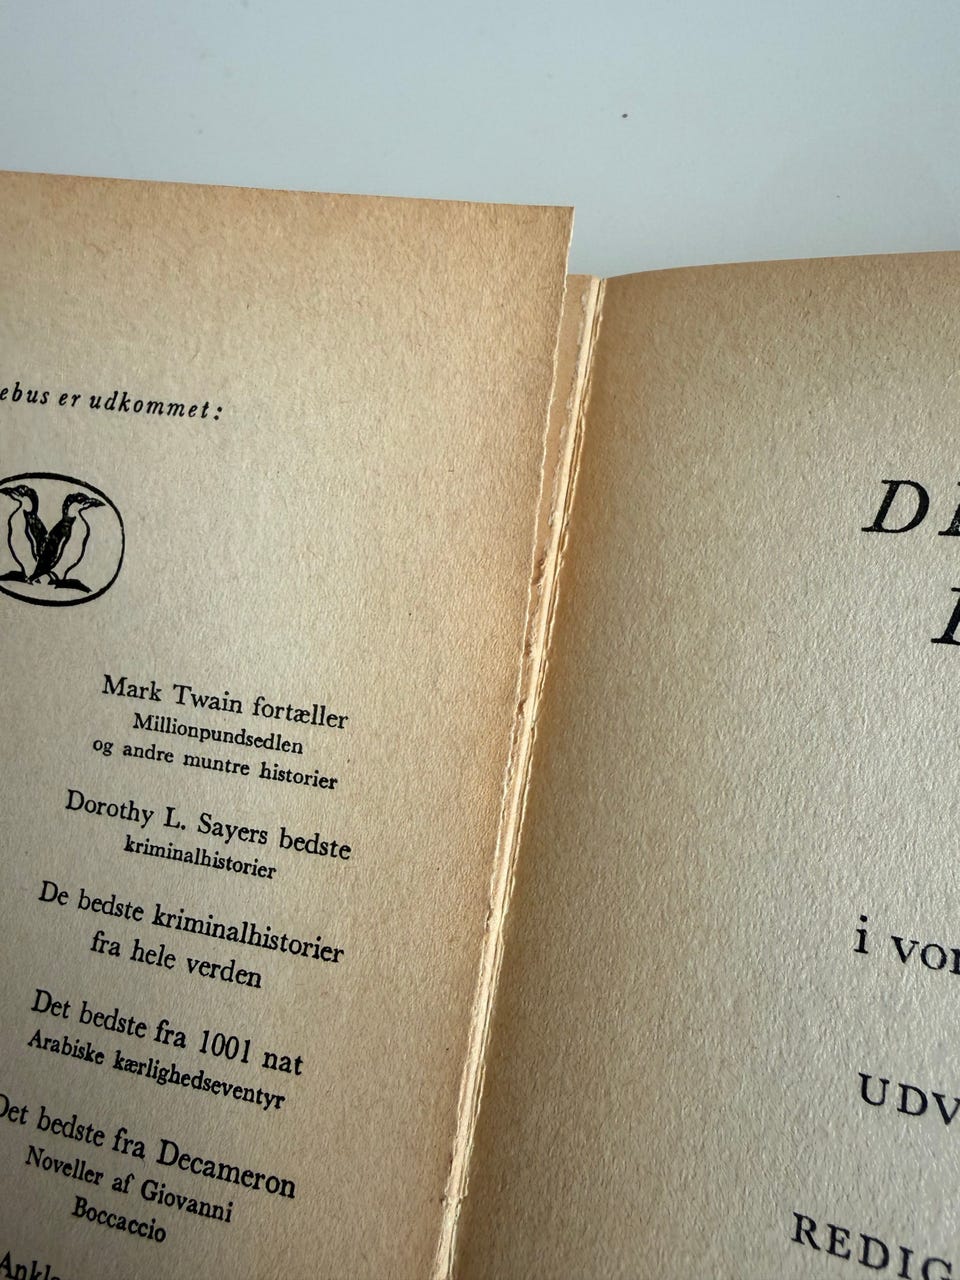 er udkommet:
Mark Twain fortæller
Millionpundsedlen
og andre muntre historier
Dorothy L. Sayers bedste
kriminalhistorier
De bedste kriminalhistorier
fra hele verden
Det bedste fra 1001 nat
Arabiske kærlighedseventyr
Det bedste fra Decameron
Noveller af Giovanni
Boccaccio
i